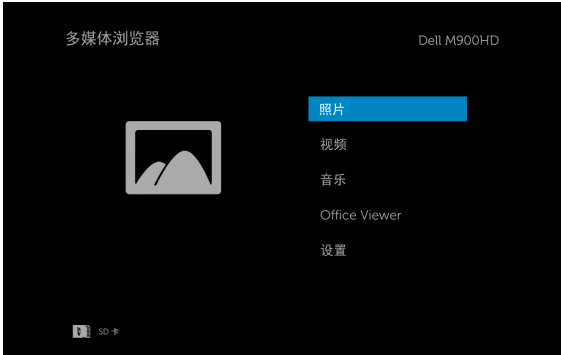 多媒体浏览器
Dell M900HD
照片
视频
音乐
Office Viewer
设置
SD 卡